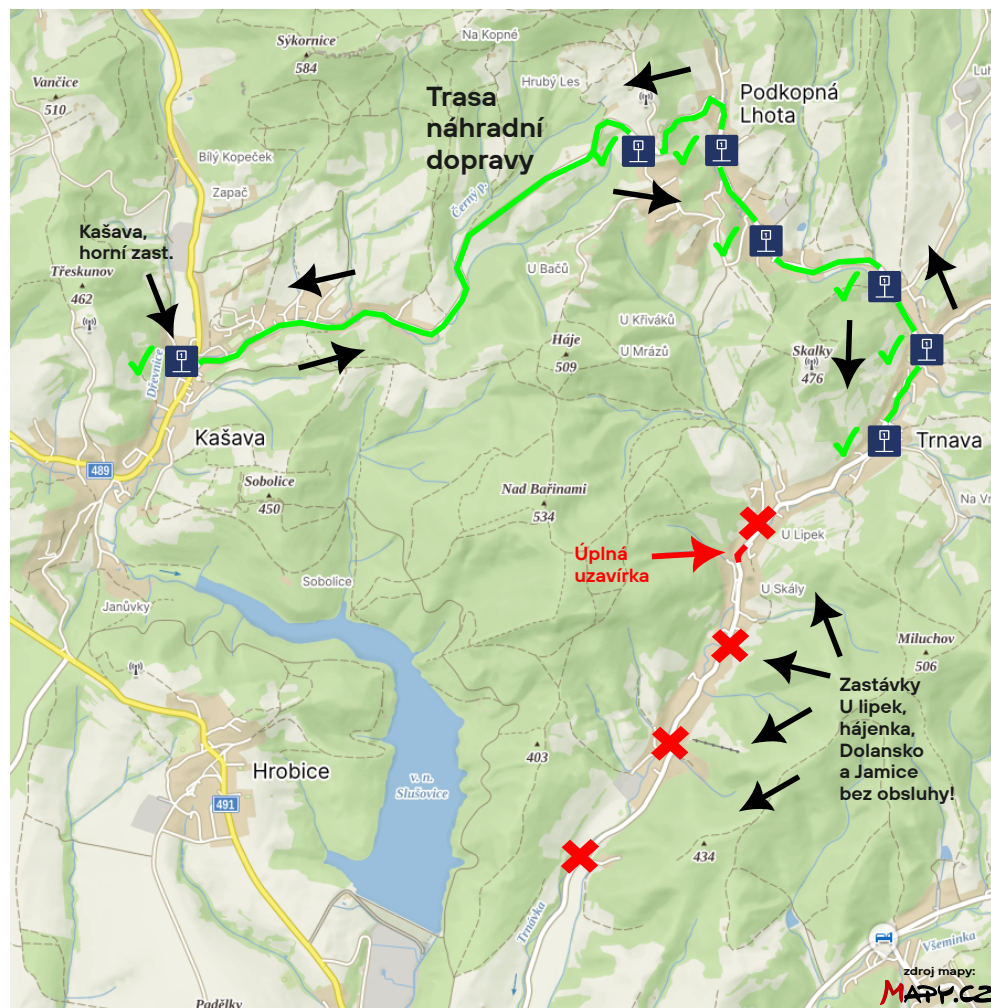 Na Kopné
Sýkornice
584
Vančice
510
Hrubý Les
Luh
Trasa
náhradní
dopravy
Podkopná
Lhota
Bílý Kopeček
Zapač
Černý p.
Kašava,
horní zast.
Třeskunov
462
U Bačů
Dřevnice
U Křiváků
U Mrázů
Háje
509
Skalky
476
Kašava
Trnava
489
Sobolice
450
Nad Bařinami
534
Na Vr
U Lipek
Úplná
uzavírka
Sobolice
U Skály
Janůvky
Miluchov
506
Zastávky
U lipek,
hájenka,
Dolansko
a Jamice
bez obsluhy!
403
Hrobice
v. n.
Slušovice
491
434
Trnávka
Všeminka
zdroj mapy:
MAPY.CZ
Padělky